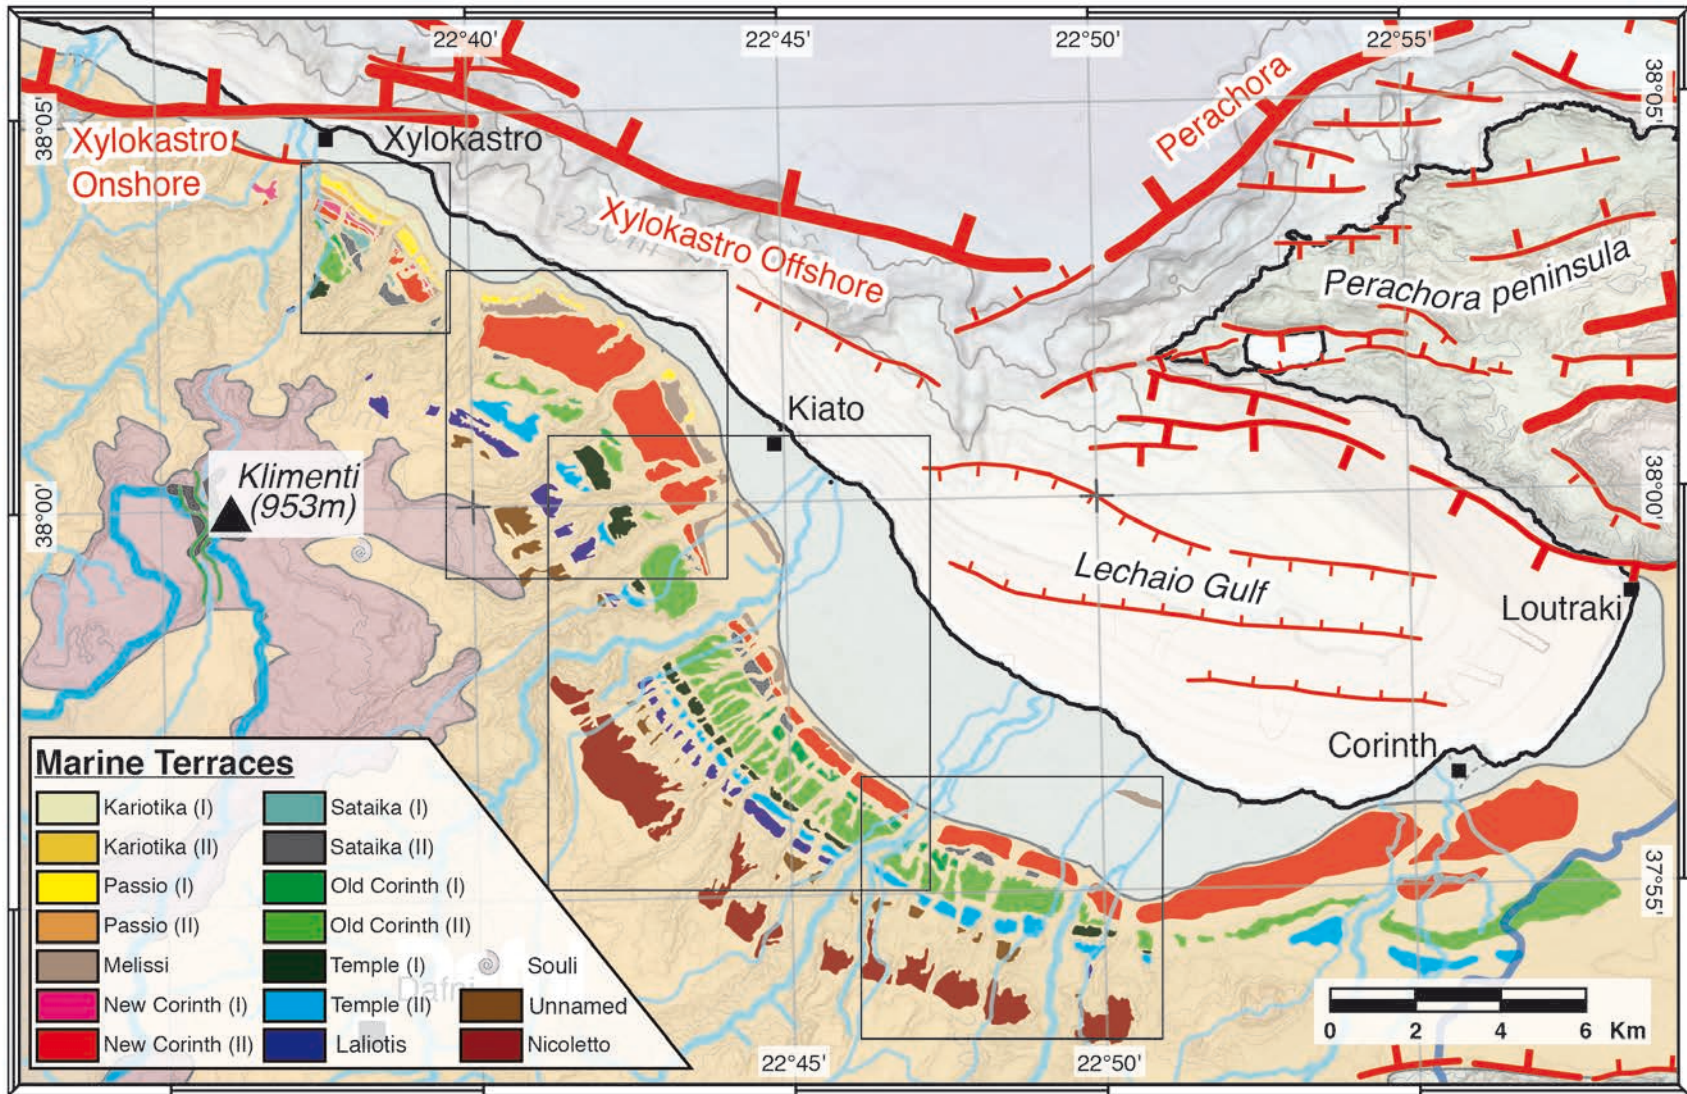 22°40'
22°45'
22°50'
22°55'
38°05'
38°05'
Perachora
Xylokastro
Xylokastro
Onshore
Xylokastro Offshore
Perachora peninsula
Kiato
Klimenti
(953m)
38°00'
38°00'
Lechaio Gulf
Loutraki
Corinth
37°55'
Marine Terraces
Kariotika (I)
Kariotika (II)
Passio (I)
Passio (II)
Melissi
New Corinth (I)
New Corinth (II)
Sataika (I)
Sataika (II)
Old Corinth (I)
Old Corinth (II)
Temple (I)
Temple (II)
Laliotis
Souli
Unnamed
Nicoletto
0 2 4 6 Km
22°45'
22°50'